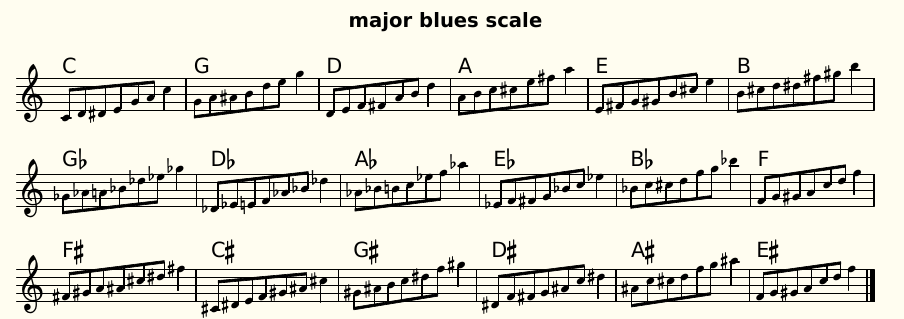 major blues scale
C G D A E B
G♭ D♭ A♭ E♭ B♭ F
F♯ C♯ G♯ D♯ A♯ E♯